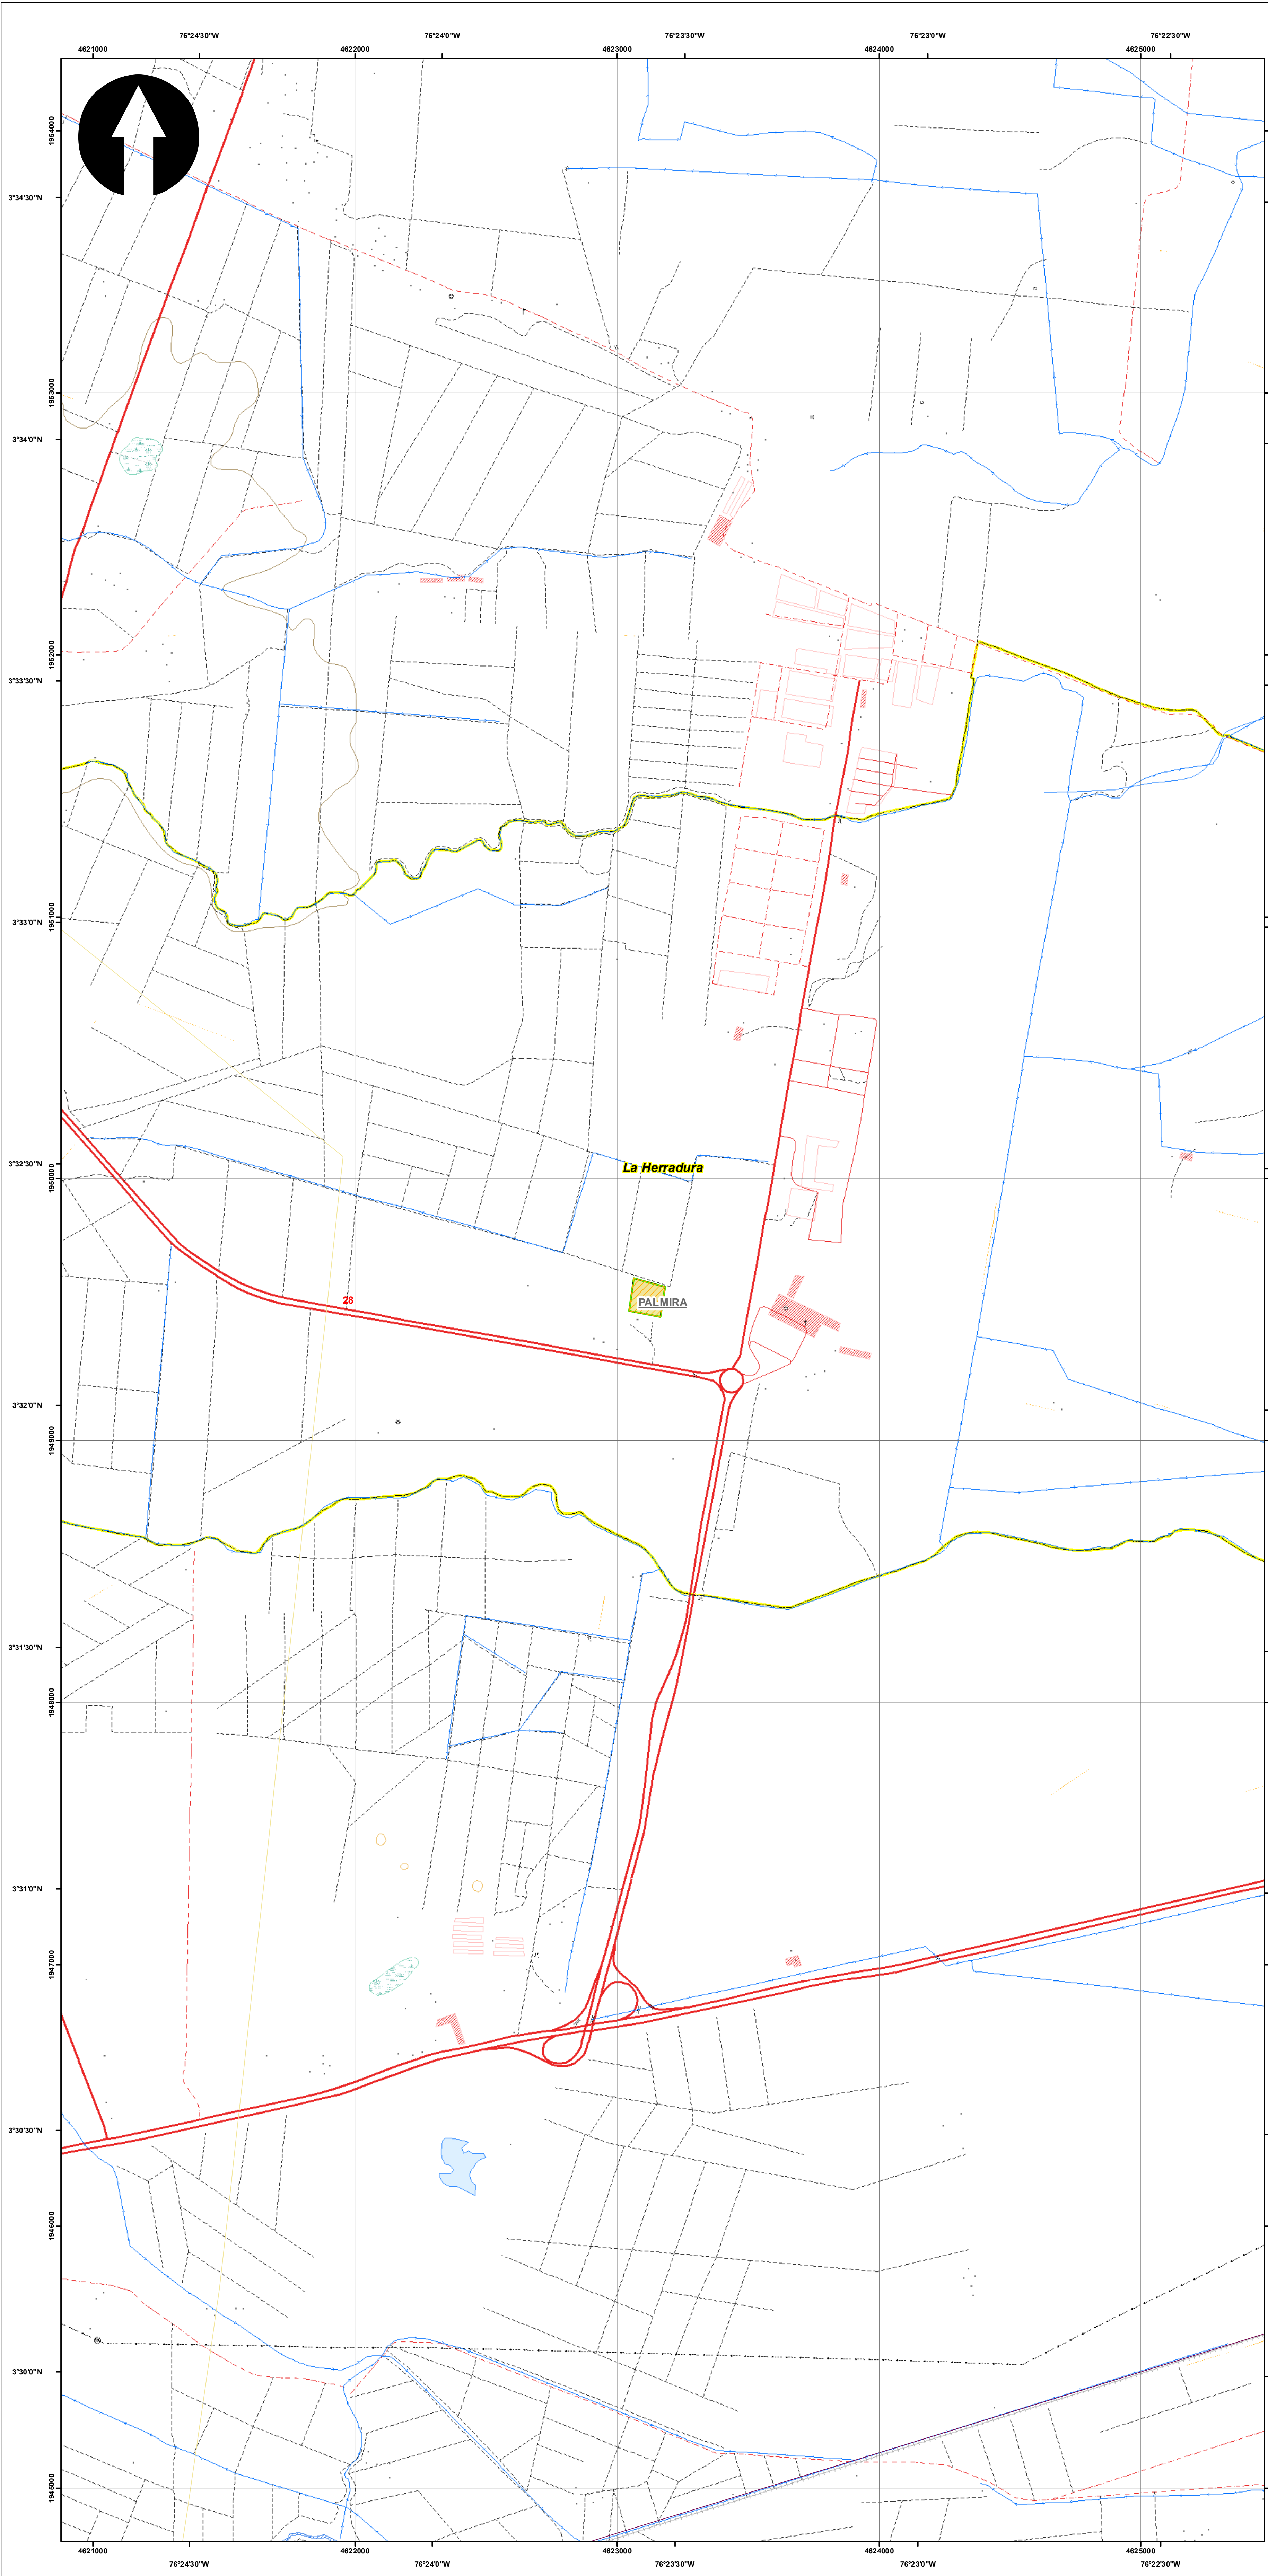 76°24'30"W 76°24'0"W 76°23'30"W 76°23'0"W 76°22'30"W
4621000 4622000 4623000 4624000 4625000
1954000
3°34'30"N
1953000
3°34'0"N
1952000
3°33'30"N
1951000
3°33'0"N
La Herradura
3°32'30"N
1950000
28
PALMIRA
3°32'0"N
1949000
3°31'30"N
1948000
3°31'0"N
1947000
3°30'30"N
1946000
3°30'0"N
1945000
4621000 4622000 4623000 4624000 4625000
76°24'30"W 76°24'0"W 76°23'30"W 76°23'0"W 76°22'30"W